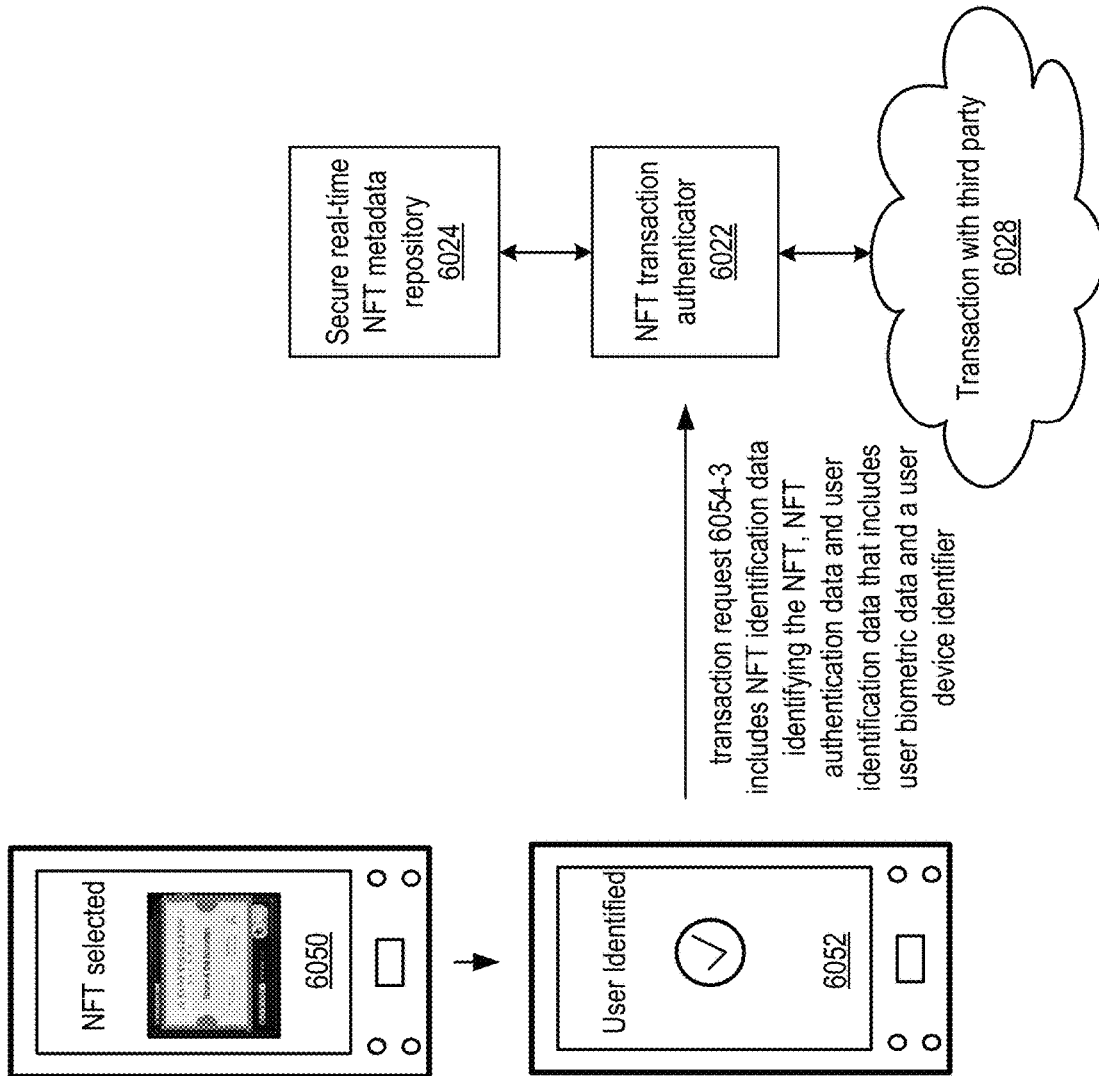 NFT selected
6050
User Identified
6052
transaction request 6054-3
includes NFT identification data
identifying the NFT, NFT
authentication data and user
identification data that includes
user biometric data and a user
device identifier
Secure real-time
NFT metadata
repository
6024
NFT transaction
authenticator
6022
Transaction with third party
6028